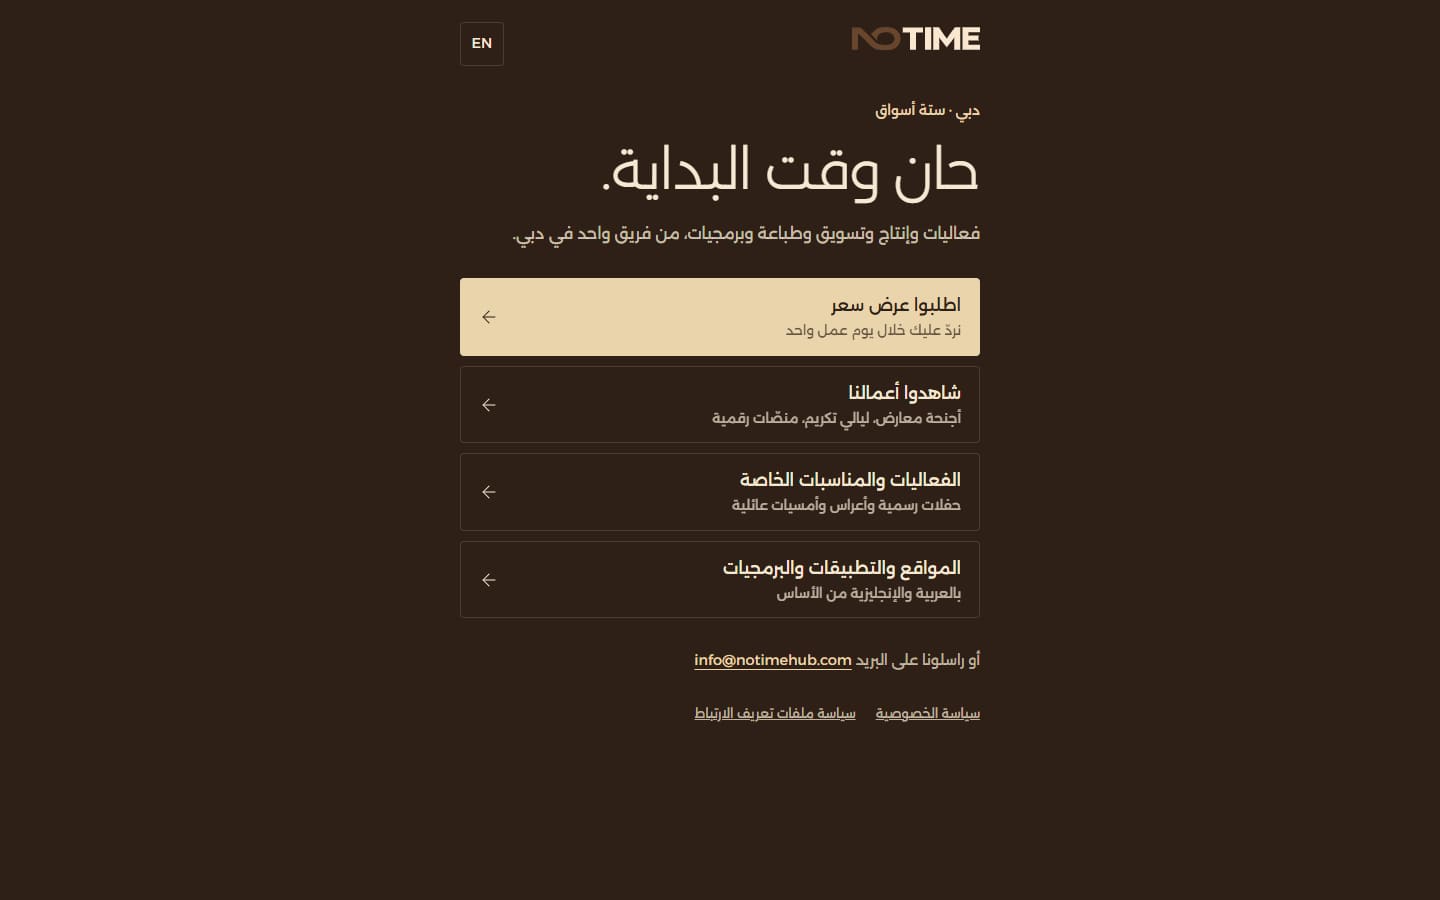 NOTIME
EN
دبي · ستة أسواق
حان وقت البداية.
فعاليات وإنتاج وتسويق وطباعة وبرمجيات، من فريق واحد في دبي.
اطلبوا عرض سعر
نردّ عليك خلال يوم عمل واحد
شاهدوا أعمالنا
أجنحة معارض، ليالي تكريم، منصّات رقمية
الفعاليات والمناسبات الخاصة
حفلات رسمية وأعراس وأمسيات عائلية
المواقع والتطبيقات والبرمجيات
بالعربية والإنجليزية من الأساس
أو راسلونا على البريد info@notimehub.com
سياسة الخصوصية سياسة ملفات تعريف الارتباط